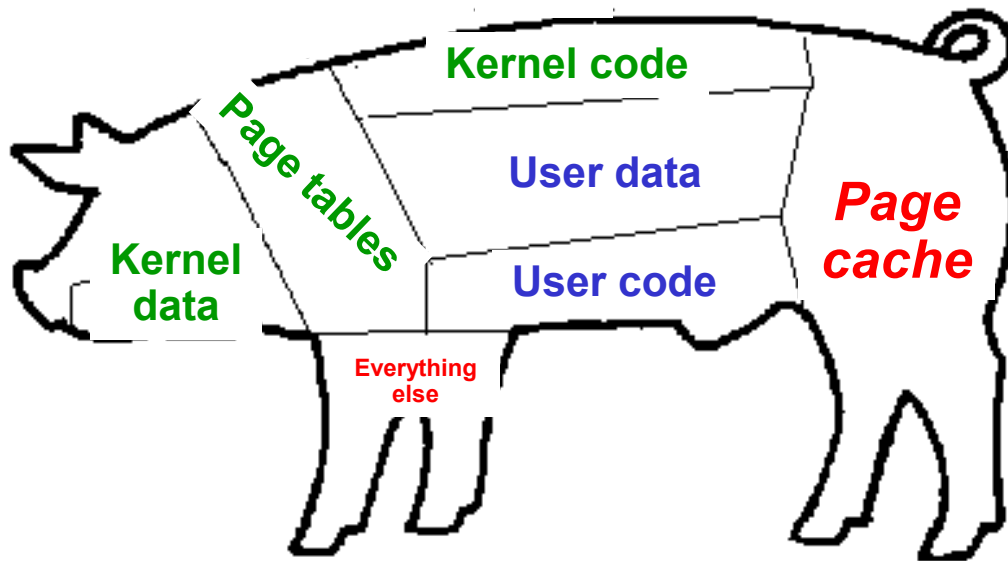 Kernel code
Page tables
User data
Page
cache
Kernel
data
User code
Everything
else